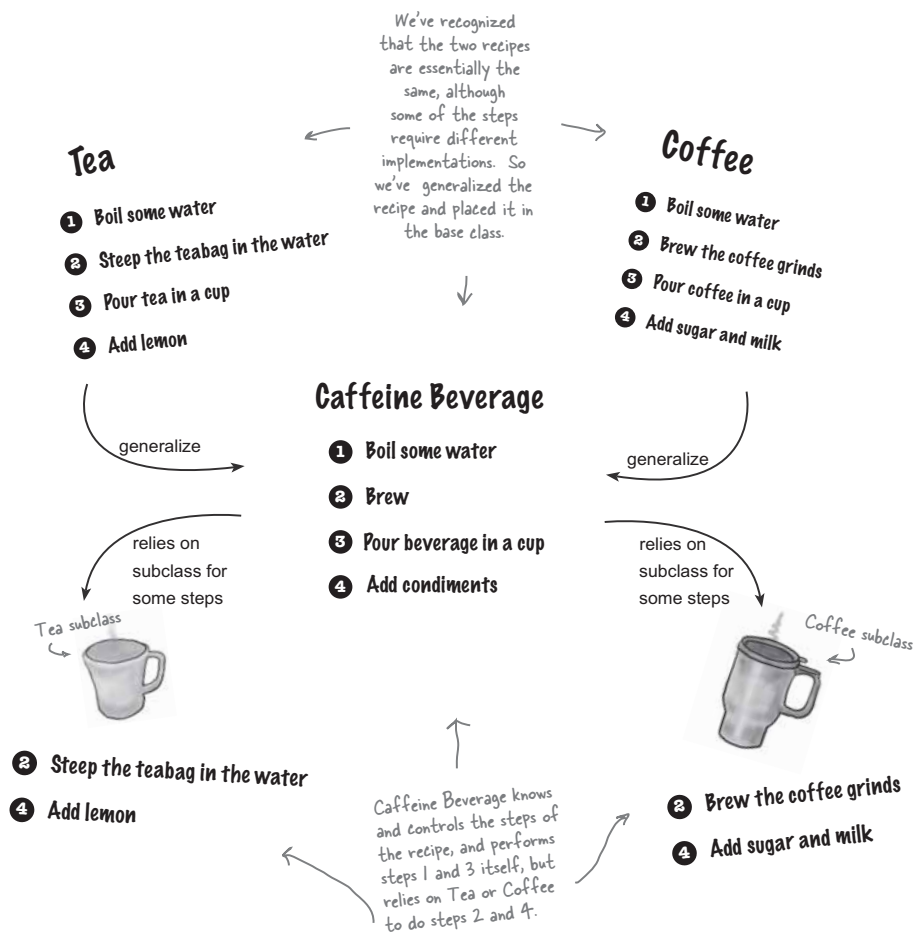 We've recognized
that the two recipes
are essentially the
same, although
some of the steps
require different
implementations. So
we've generalized the
recipe and placed it in
the base class.
Tea
1 Boil some water
2 Steep the teabag in the water
3 Pour tea in a cup
4 Add lemon
Coffee
1 Boil some water
2 Brew the coffee grinds
3 Pour coffee in a cup
4 Add sugar and milk
Caffeine Beverage
1 Boil some water
2 Brew
3 Pour beverage in a cup
4 Add condiments
generalize
generalize
relies on
subclass for
some steps
relies on
subclass for
some steps
Tea subclass
Coffee subclass
2 Steep the teabag in the water
4 Add lemon
2 Brew the coffee grinds
4 Add sugar and milk
Caffeine Beverage knows
and controls the steps of
the recipe, and performs
steps 1 and 3 itself, but
relies on Tea or Coffee
to do steps 2 and 4.